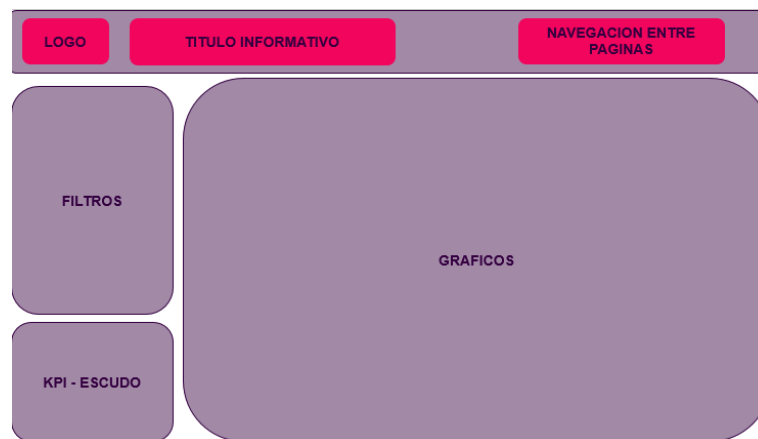 LOGO
TITULO INFORMATIVO
NAVEGACION ENTRE
PAGINAS
FILTROS
GRAFICOS
KPI - ESCUDO